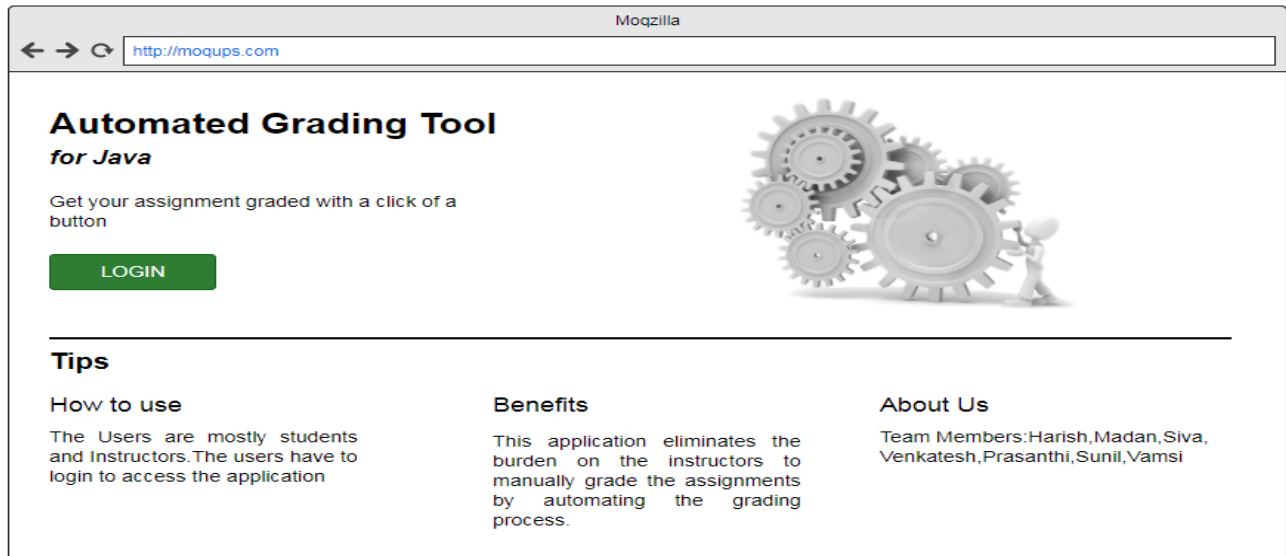 Moqzilla
http://moqups.com
Automated Grading Tool
for Java
Get your assignment graded with a click of a
button
LOGIN
Tips
How to use
The Users are mostly students
and Instructors.The users have to
login to access the application
Benefits
This application eliminates the
burden on the instructors to
manually grade the assignments
by automating the grading
process.
About Us
Team Members:Harish,Madan,Siva,
Venkatesh,Prasanthi,Sunil,Vamsi